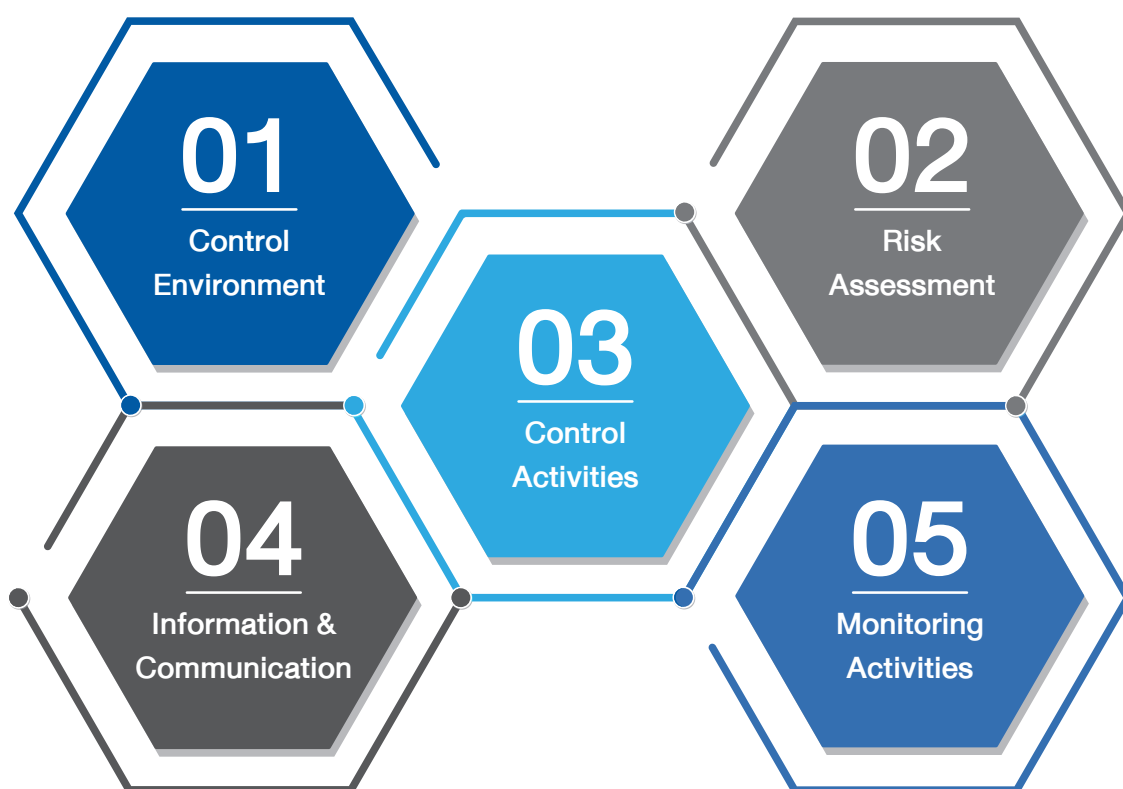 01
Control
Environment
02
Risk
Assessment
03
Control
Activities
04
Information &
Communication
05
Monitoring
Activities